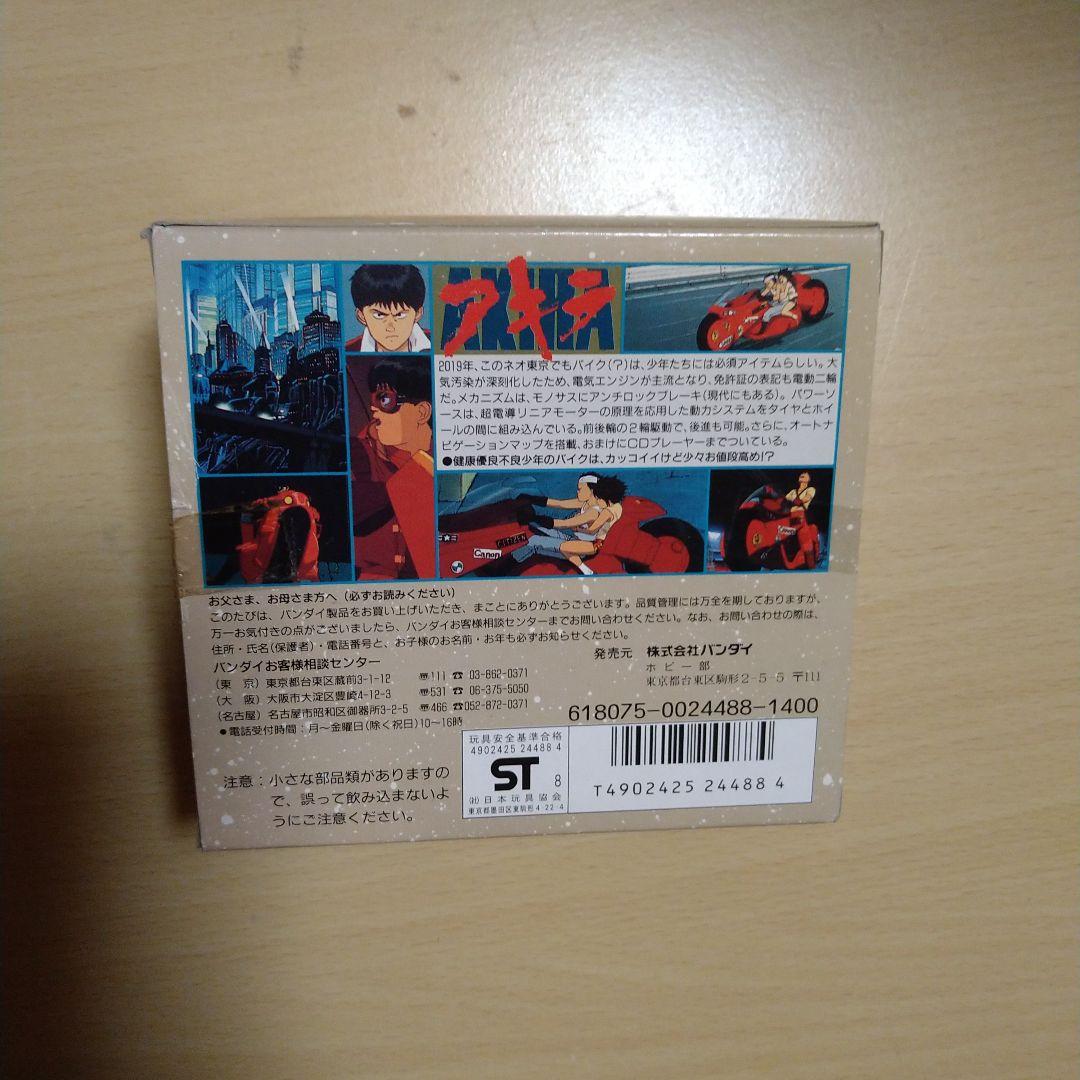 AKIRA
アキラ
2019年、このネオ東京でもバイク(?)は、少年たちには必須アイテムらしい。大
気汚染が深刻化したため、電気エンジンが主流となり、免許証の表記も電動二輪
だ。メカニズムは、モノサスにアンチロックブレーキ(現代にもある)。パワーソ
ースは、超電導リニアモーターの原理を応用した動力システムをタイヤとホイ
ールの間に組み込んでいる。前後輪の2輪駆動で、後進も可能。さらに、オートナ
ビゲーションマップを搭載、おまけにCDプレーヤーまでついている。
●健康優良不良少年のバイクは、カッコイイけど少々お値段高め!?
CITIZEN
Canon
Canon
お父さま、お母さま方へ(必ずお読みください)
このたびは、バンダイ製品をお買い上げいただき、まことにありがとうございます。品質管理には万全を期しておりますが、
万一お気付きの点がございましたら、バンダイお客様相談センターまでお問い合わせください。なお、お問い合わせの際は、
住所・氏名(保護者)・電話番号と、お子様のお名前・お年も必ずお知らせください。
バンダイお客様相談センター
(東 京) 東京都台東区蔵前3-1-12 〠111 ☎03-862-0371
(大 阪) 大阪市大淀区豊崎4-12-3 〠531 ☎06-375-5050
(名古屋) 名古屋市昭和区御器所3-2-5 〠466 ☎052-872-0371
●電話受付時間:月〜金曜日(除く祝日)10〜16時
発売元 株式会社バンダイ
ホビー部
東京都台東区駒形2-5-5 〒111
618075-0024488-1400
注意:小さな部品類がありますの
で、誤って飲み込まないよ
うにご注意ください。
玩具安全基準合格
4902425 24488 4
ST 8
(社)日本玩具協会
東京都墨田区東駒形4-22-4
T4902425 24488 4